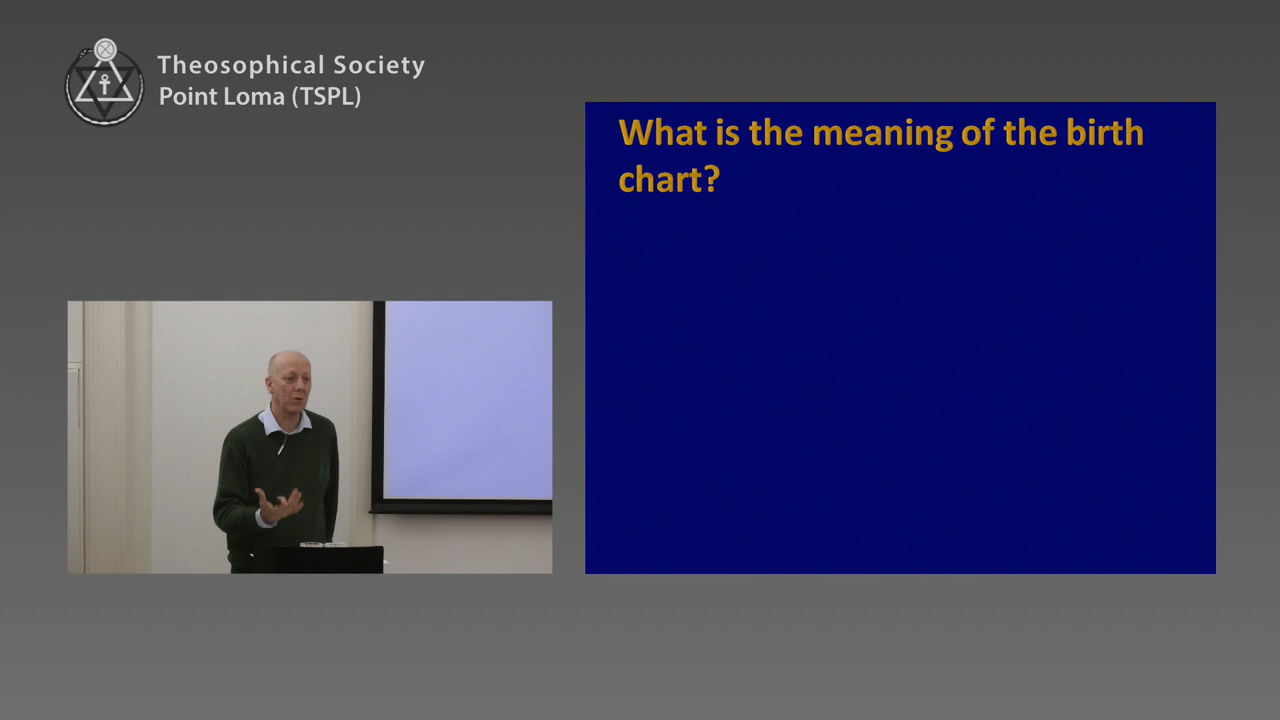 Theosophical Society
Point Loma (TSPL)
What is the meaning of the birth
chart?